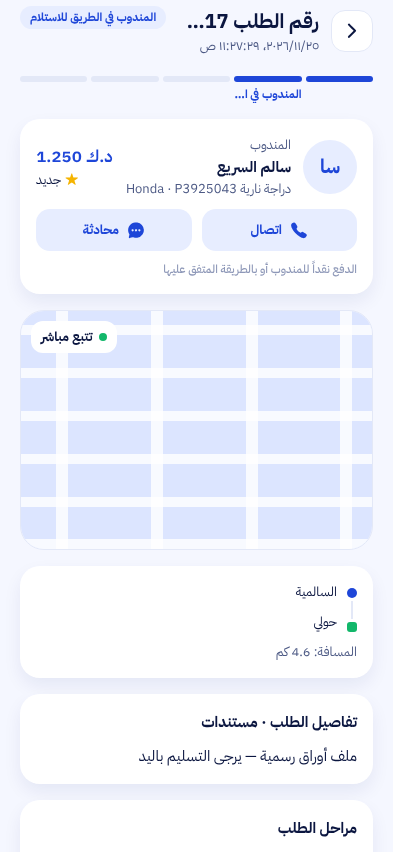 رقم الطلب 17...
المندوب في الطريق للاستلام
٢٠٢٦/١١/٢٥، ١١:٢٧:٢٩ ص
المندوب في ا...
المندوب
سالم السريع
دراجة نارية Honda · P3925043
د.ك 1.250
جديد
سا
اتصال
محادثة
الدفع نقداً للمندوب أو بالطريقة المتفق عليها
تتبع مباشر
السالمية
حولي
المسافة: 4.6 كم
تفاصيل الطلب · مستندات
ملف أوراق رسمية — يرجى التسليم باليد
مراحل الطلب